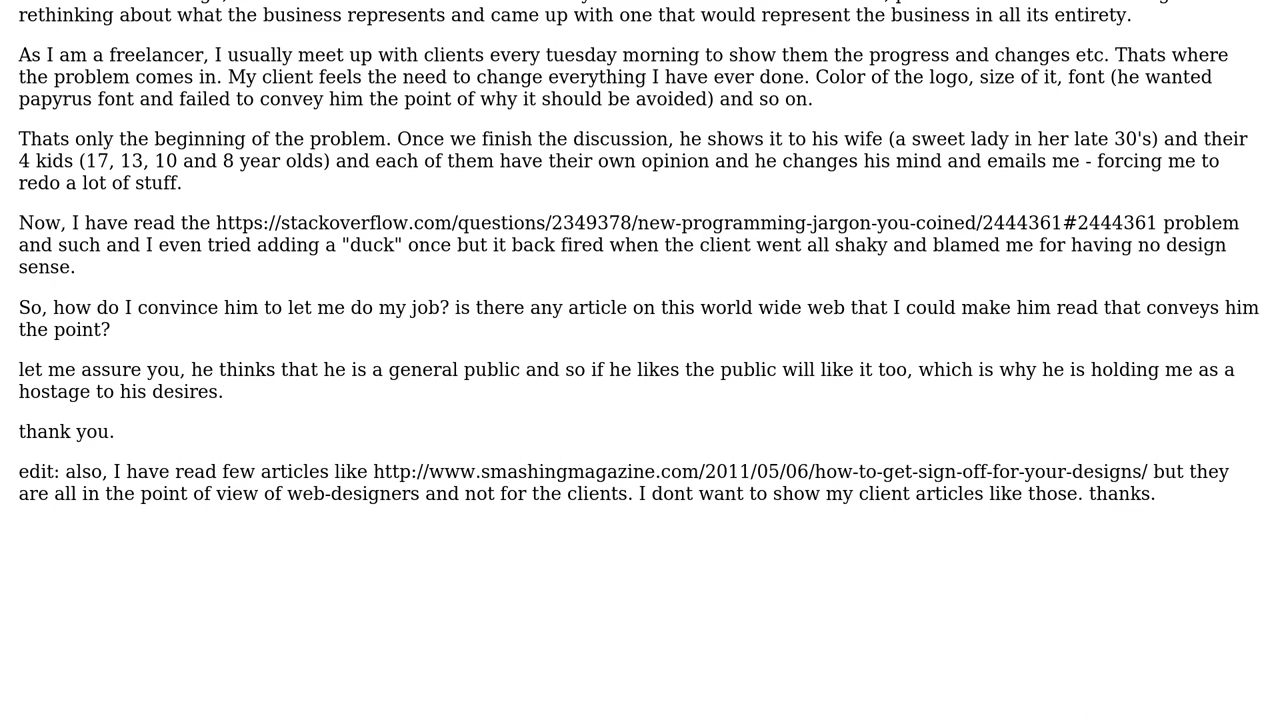 rethinking about what the business represents and came up with one that would represent the business in all its entirety.
As I am a freelancer, I usually meet up with clients every tuesday morning to show them the progress and changes etc. Thats where
the problem comes in. My client feels the need to change everything I have ever done. Color of the logo, size of it, font (he wanted
papyrus font and failed to convey him the point of why it should be avoided) and so on.
Thats only the beginning of the problem. Once we finish the discussion, he shows it to his wife (a sweet lady in her late 30's) and their
4 kids (17, 13, 10 and 8 year olds) and each of them have their own opinion and he changes his mind and emails me - forcing me to
redo a lot of stuff.
Now, I have read the https://stackoverflow.com/questions/2349378/new-programming-jargon-you-coined/2444361#2444361 problem
and such and I even tried adding a "duck" once but it back fired when the client went all shaky and blamed me for having no design
sense.
So, how do I convince him to let me do my job? is there any article on this world wide web that I could make him read that conveys him
the point?
let me assure you, he thinks that he is a general public and so if he likes the public will like it too, which is why he is holding me as a
hostage to his desires.
thank you.
edit: also, I have read few articles like http://www.smashingmagazine.com/2011/05/06/how-to-get-sign-off-for-your-designs/ but they
are all in the point of view of web-designers and not for the clients. I dont want to show my client articles like those. thanks.